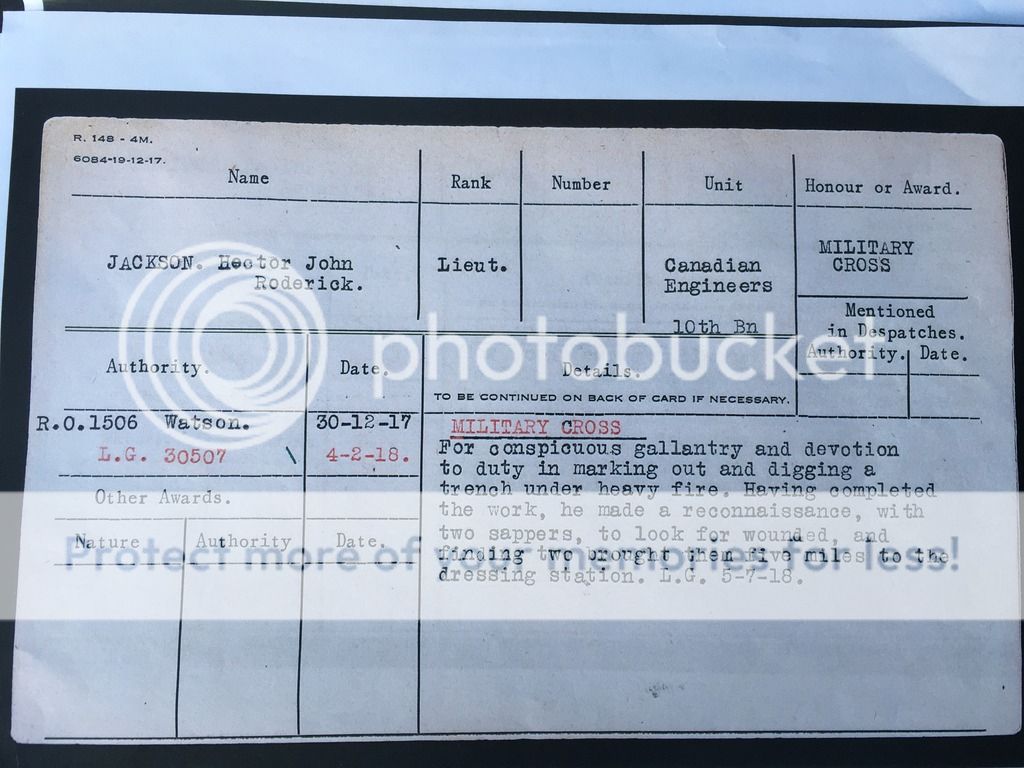 R. 148 - 4M.
6084-19-12-17.
Name
Rank
Number
Unit
Honour or Award.
JACKSON. Hector John
Roderick.
Lieut.
Canadian
Engineers
10th Bn
MILITARY
CROSS
Mentioned
in Despatches.
Authority.
Date.
photobucket
Authority.
Date.
Details.
TO BE CONTINUED ON BACK OF CARD IF NECESSARY.
R.O.1506 Watson.
30-12-17
L.G. 30507 \
4-2-18.
MILITARY CROSS
For conspicuous gallantry and devotion
to duty in marking out and digging a
trench under heavy fire. Having completed
the work, he made a reconnaissance, with
two sappers, to look for wounded, and
finding two brought them five miles to the
dressing station. L.G. 5-7-18.
Other Awards.
Nature
Authority
Date.
Protect more of your memories for less!